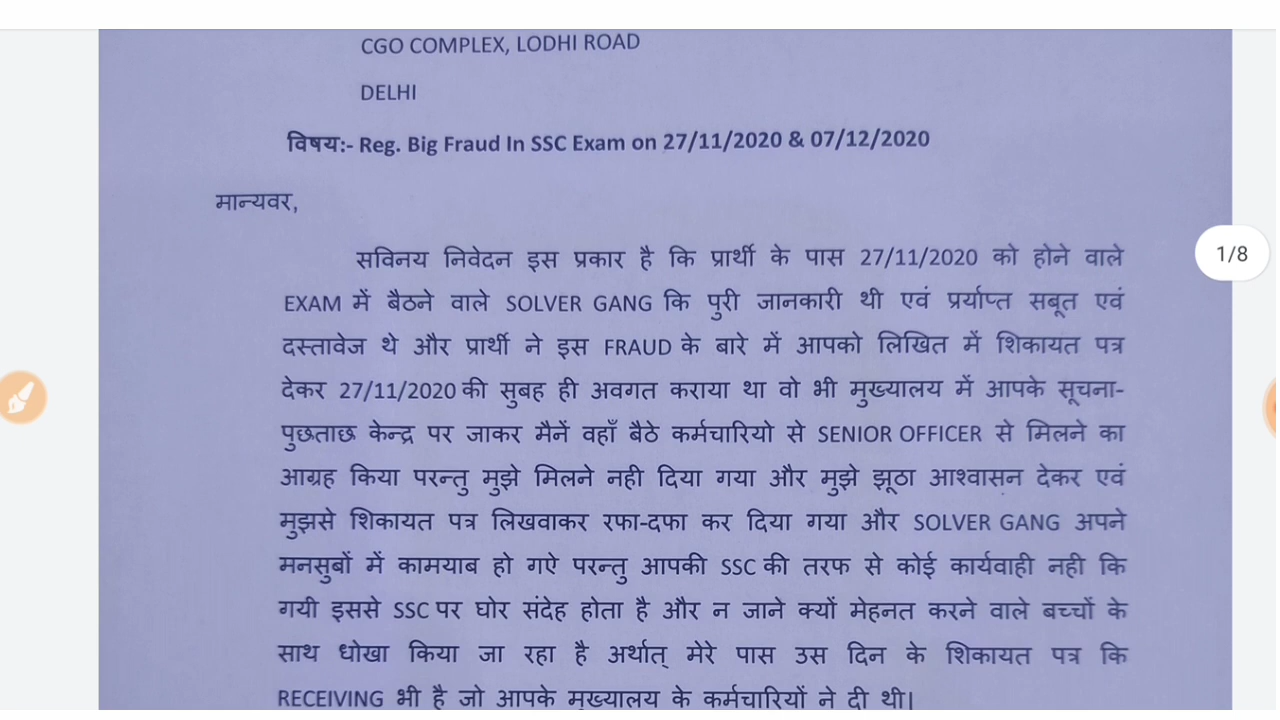 CGO COMPLEX, LODHI ROAD
DELHI
विषय:- Reg. Big Fraud In SSC Exam on 27/11/2020 & 07/12/2020
मान्यवर,
सविनय निवेदन इस प्रकार है कि प्रार्थी के पास 27/11/2020 को होने वाले
1/8
EXAM में बैठने वाले SOLVER GANG कि पुरी जानकारी थी एवं प्रर्याप्त सबूत एवं
दस्तावेज थे और प्रार्थी ने इस FRAUD के बारे में आपको लिखित में शिकायत पत्र
देकर 27/11/2020 की सुबह ही अवगत कराया था वो भी मुख्यालय में आपके सूचना-
पुछताछ केन्द्र पर जाकर मैनें वहाँ बैठे कर्मचारियो से SENIOR OFFICER से मिलने का
आग्रह किया परन्तु मुझे मिलने नही दिया गया और मुझे झूठा आश्वासन देकर एवं
मुझसे शिकायत पत्र लिखवाकर रफा-दफा कर दिया गया और SOLVER GANG अपने
मनसुबों में कामयाब हो गऐ परन्तु आपकी SSC की तरफ से कोई कार्यवाही नही कि
गयी इससे SSC पर घोर संदेह होता है और न जाने क्यों मेहनत करने वाले बच्चों के
साथ धोखा किया जा रहा है अर्थात् मेरे पास उस दिन के शिकायत पत्र कि
RECEIVING भी है जो आपके मुख्यालय के कर्मचारियों ने दी थी।